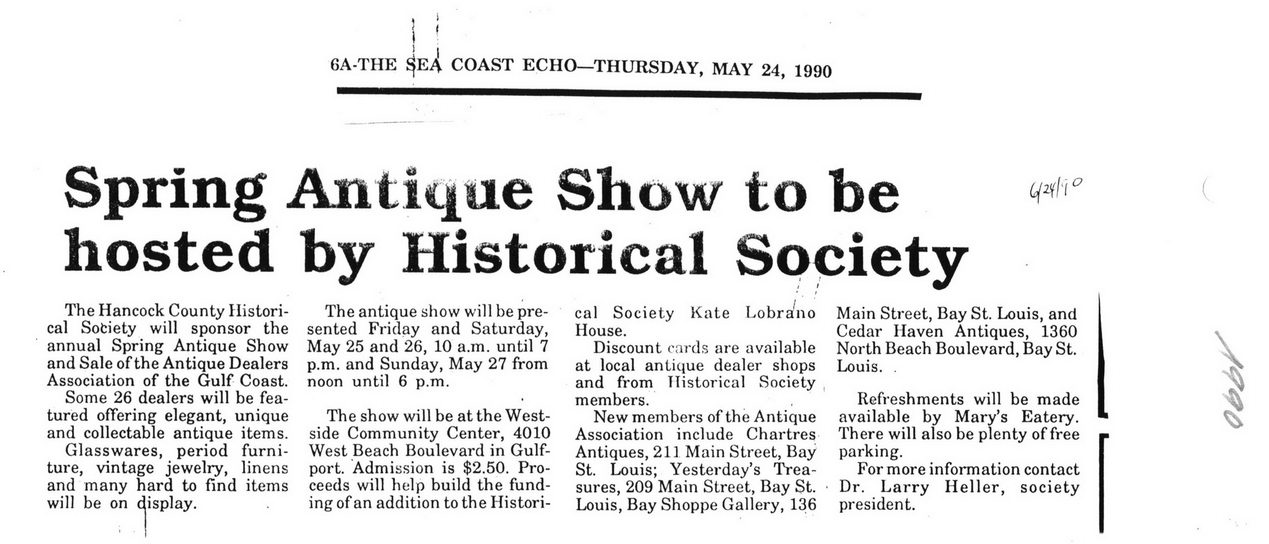 6A-THE SEA COAST ECHO—THURSDAY, MAY 24, 1990
Spring Antique Show to be
hosted by Historical Society
6/24/90
The Hancock County Histori-
cal Society will sponsor the
annual Spring Antique Show
and Sale of the Antique Dealers
Association of the Gulf Coast.
Some 26 dealers will be fea-
tured offering elegant, unique
and collectable antique items.
Glasswares, period furni-
ture, vintage jewelry, linens
and many hard to find items
will be on display.
The antique show will be pre-
sented Friday and Saturday,
May 25 and 26, 10 a.m. until 7
p.m. and Sunday, May 27 from
noon until 6 p.m.
The show will be at the West-
side Community Center, 4010
West Beach Boulevard in Gulf-
port. Admission is $2.50. Pro-
ceeds will help build the fund-
ing of an addition to the Histori-
cal Society Kate Lobrano
House.
Discount cards are available
at local antique dealer shops
and from Historical Society
members.
New members of the Antique
Association include Chartres
Antiques, 211 Main Street, Bay
St. Louis; Yesterday's Trea-
sures, 209 Main Street, Bay St.
Louis, Bay Shoppe Gallery, 136
Main Street, Bay St. Louis, and
Cedar Haven Antiques, 1360
North Beach Boulevard, Bay St.
Louis.
Refreshments will be made
available by Mary's Eatery.
There will also be plenty of free
parking.
For more information contact
Dr. Larry Heller, society
president.
1990